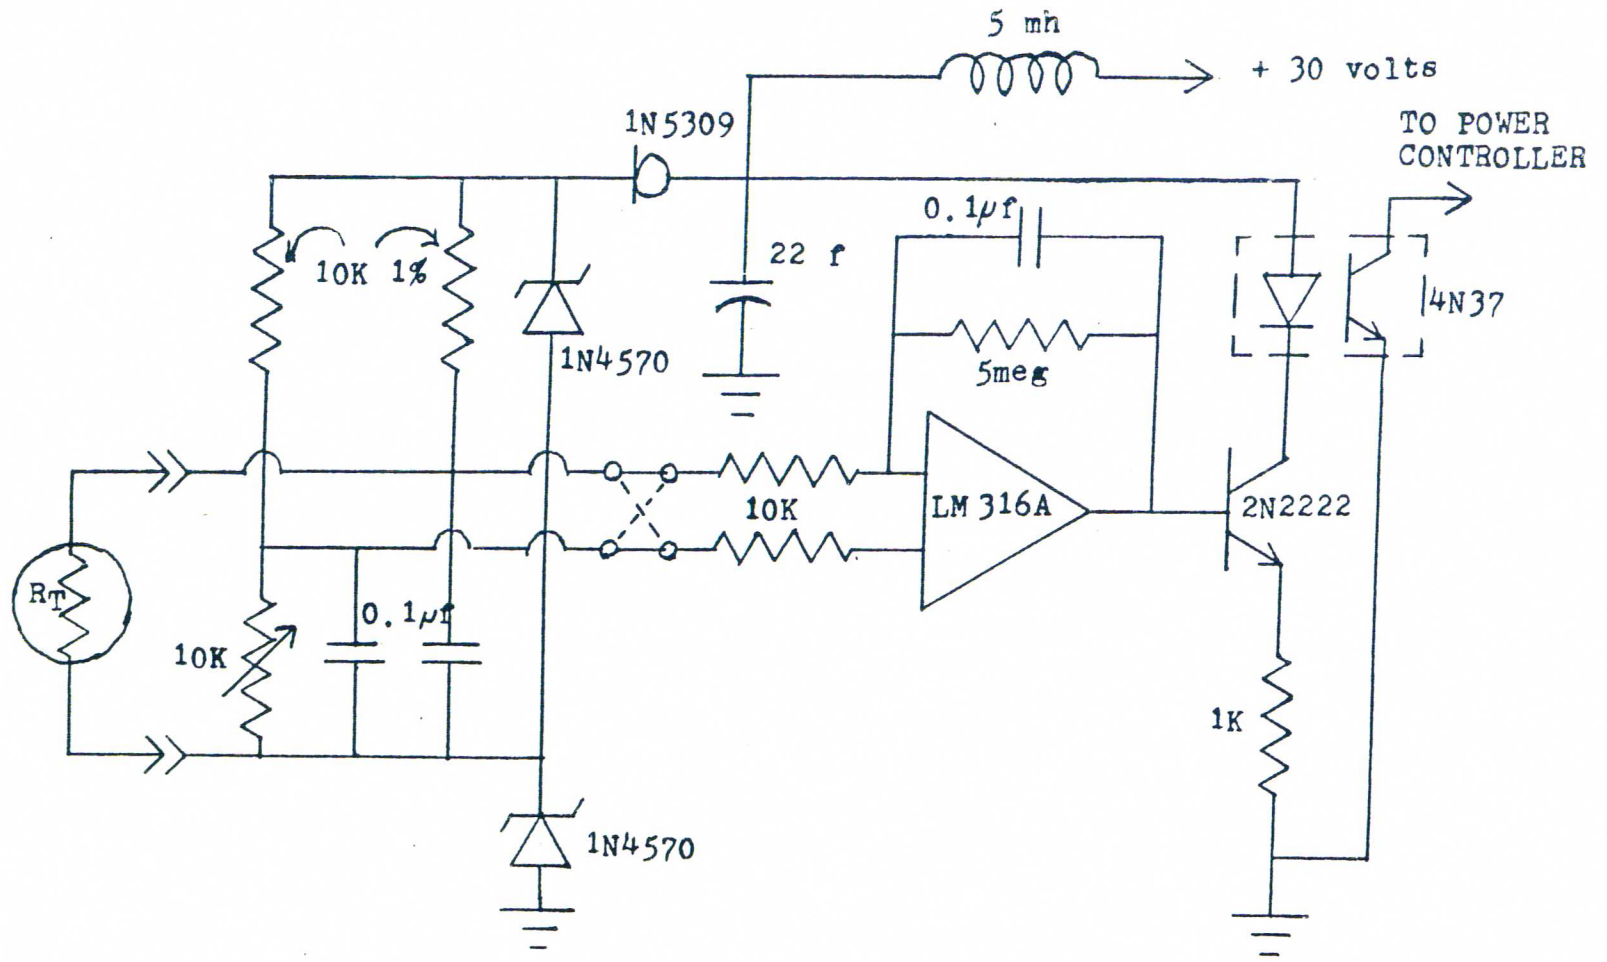 5 mh
+ 30 volts
1N5309
TO POWER
CONTROLLER
0.1µf
22 f
10K 1%
4N37
1N4570
5meg
10K
LM 316A
2N2222
RT
0.1µf
10K
1K
1N4570